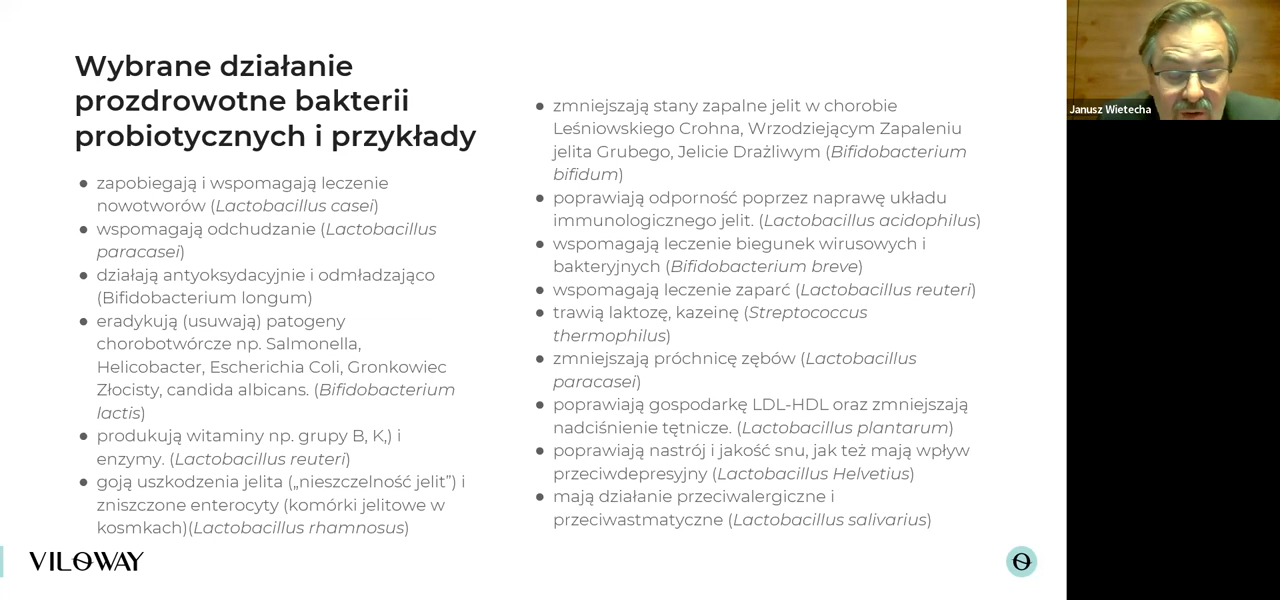 Wybrane działanie
prozdrowotne bakterii
probiotycznych i przykłady
● zapobiegają i wspomagają leczenie
nowotworów (Lactobacillus casei)
● wspomagają odchudzanie (Lactobacillus
paracasei)
● działają antyoksydacyjnie i odmładzająco
(Bifidobacterium longum)
● eradykują (usuwają) patogeny
chorobotwórcze np. Salmonella,
Helicobacter, Escherichia Coli, Gronkowiec
Złocisty, candida albicans. (Bifidobacterium
lactis)
● produkują witaminy np. grupy B, K,) i
enzymy. (Lactobacillus reuteri)
● goją uszkodzenia jelita („nieszczelność jelit”) i
zniszczone enterocyty (komórki jelitowe w
kosmkach)(Lactobacillus rhamnosus)
● zmniejszają stany zapalne jelit w chorobie
Leśniowskiego Crohna, Wrzodziejącym Zapaleniu
jelita Grubego, Jelicie Drażliwym (Bifidobacterium
bifidum)
● poprawiają odporność poprzez naprawę układu
immunologicznego jelit. (Lactobacillus acidophilus)
● wspomagają leczenie biegunek wirusowych i
bakteryjnych (Bifidobacterium breve)
● wspomagają leczenie zaparć (Lactobacillus reuteri)
● trawią laktozę, kazeinę (Streptococcus
thermophilus)
● zmniejszają próchnicę zębów (Lactobacillus
paracasei)
● poprawiają gospodarkę LDL-HDL oraz zmniejszają
nadciśnienie tętnicze. (Lactobacillus plantarum)
● poprawiają nastrój i jakość snu, jak też mają wpływ
przeciwdepresyjny (Lactobacillus Helvetius)
● mają działanie przeciwalergiczne i
przeciwastmatyczne (Lactobacillus salivarius)
VILOWAY
Janusz Wietecha